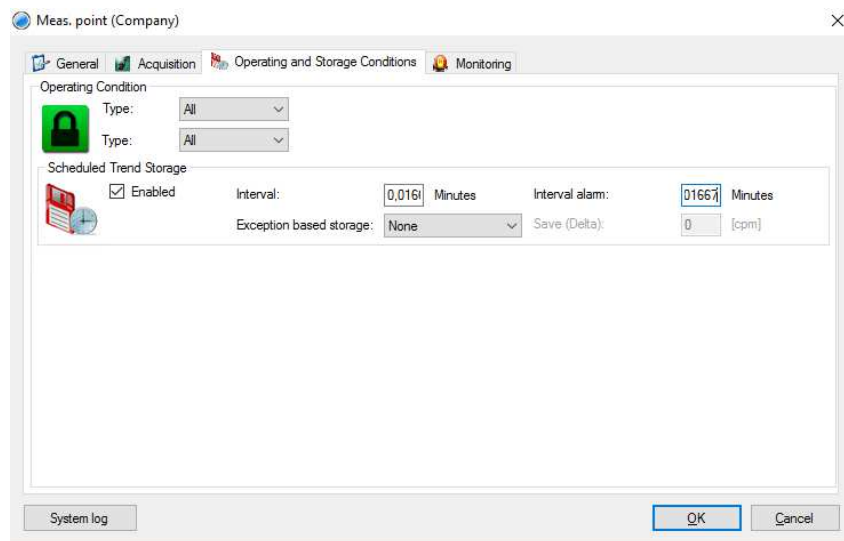 Meas. point (Company)
General Acquisition Operating and Storage Conditions Monitoring
Operating Condition
Type: All
Type: All
Scheduled Trend Storage
Enabled Interval: 0,016 Minutes Interval alarm: 01667 Minutes
Exception based storage: None Save (Delta): 0 [cpm]
System log OK Cancel